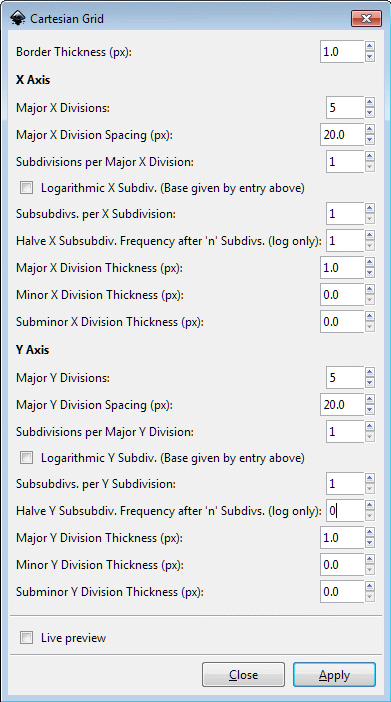 Cartesian Grid
Border Thickness (px): 1.0
X Axis
Major X Divisions: 5
Major X Division Spacing (px): 20.0
Subdivisions per Major X Division: 1
Logarithmic X Subdiv. (Base given by entry above)
Subsubdivs. per X Subdivision: 1
Halve X Subsubdiv. Frequency after 'n' Subdivs. (log only): 1
Major X Division Thickness (px): 1.0
Minor X Division Thickness (px): 0.0
Subminor X Division Thickness (px): 0.0
Y Axis
Major Y Divisions: 5
Major Y Division Spacing (px): 20.0
Subdivisions per Major Y Division: 1
Logarithmic Y Subdiv. (Base given by entry above)
Subsubdivs. per Y Subdivision: 1
Halve Y Subsubdiv. Frequency after 'n' Subdivs. (log only): 0
Major Y Division Thickness (px): 1.0
Minor Y Division Thickness (px): 0.0
Subminor Y Division Thickness (px): 0.0
Live preview
Close Apply